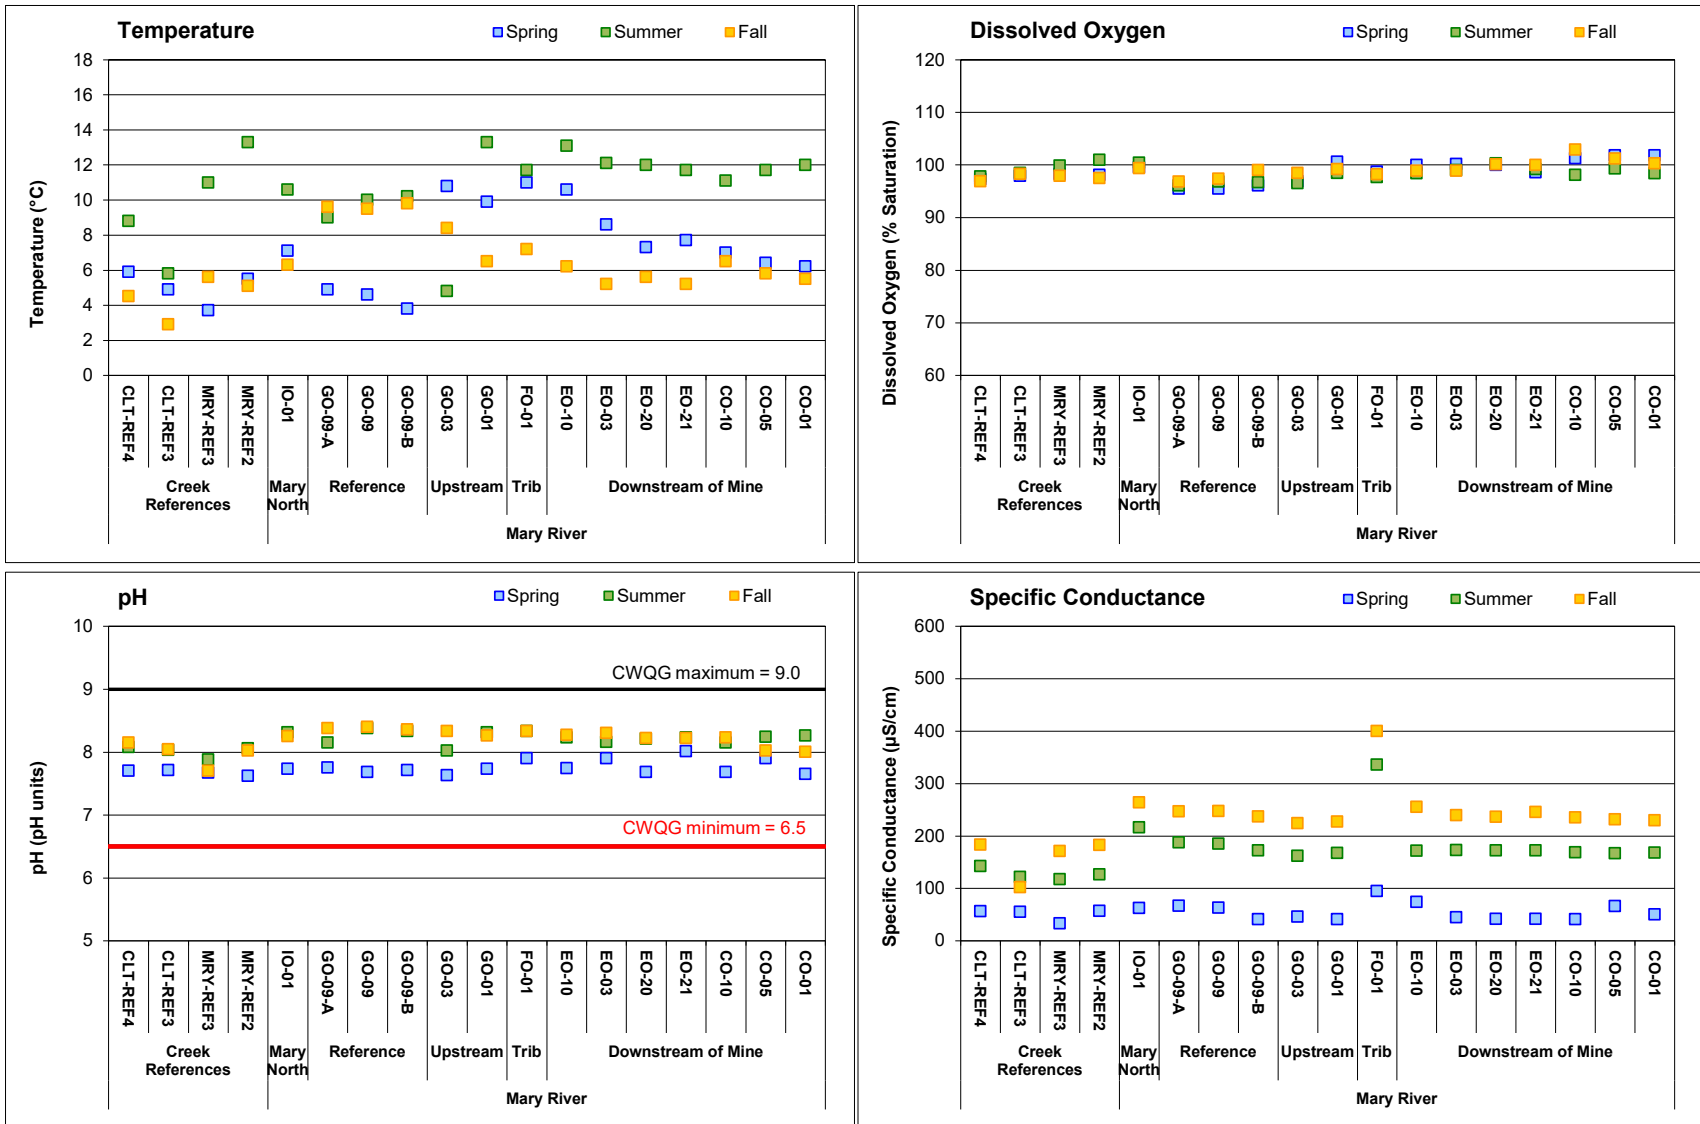 Temperature
Spring Summer Fall
Temperature (°C)
18
16
14
12
10
8
6
4
2
0
CLT-REF4 CLT-REF3 MRY-REF3 MRY-REF2 IO-01 GO-09-A GO-09 GO-09-B GO-03 GO-01 FO-01 EO-10 EO-03 EO-20 EO-21 CO-10 CO-05 CO-01
Creek References Mary North Reference Upstream Trib Downstream of Mine
Mary River
Dissolved Oxygen
Spring Summer Fall
Dissolved Oxygen (% Saturation)
120
110
100
90
80
70
60
CLT-REF4 CLT-REF3 MRY-REF3 MRY-REF2 IO-01 GO-09-A GO-09 GO-09-B GO-03 GO-01 FO-01 EO-10 EO-03 EO-20 EO-21 CO-10 CO-05 CO-01
Creek References Mary North Reference Upstream Trib Downstream of Mine
Mary River
pH
Spring Summer Fall
pH (pH units)
10
9
8
7
6
5
CWQG maximum = 9.0
CWQG minimum = 6.5
CLT-REF4 CLT-REF3 MRY-REF3 MRY-REF2 IO-01 GO-09-A GO-09 GO-09-B GO-03 GO-01 FO-01 EO-10 EO-03 EO-20 EO-21 CO-10 CO-05 CO-01
Creek References Mary North Reference Upstream Trib Downstream of Mine
Mary River
Specific Conductance
Spring Summer Fall
Specific Conductance (µS/cm)
600
500
400
300
200
100
0
CLT-REF4 CLT-REF3 MRY-REF3 MRY-REF2 IO-01 GO-09-A GO-09 GO-09-B GO-03 GO-01 FO-01 EO-10 EO-03 EO-20 EO-21 CO-10 CO-05 CO-01
Creek References Mary North Reference Upstream Trib Downstream of Mine
Mary River